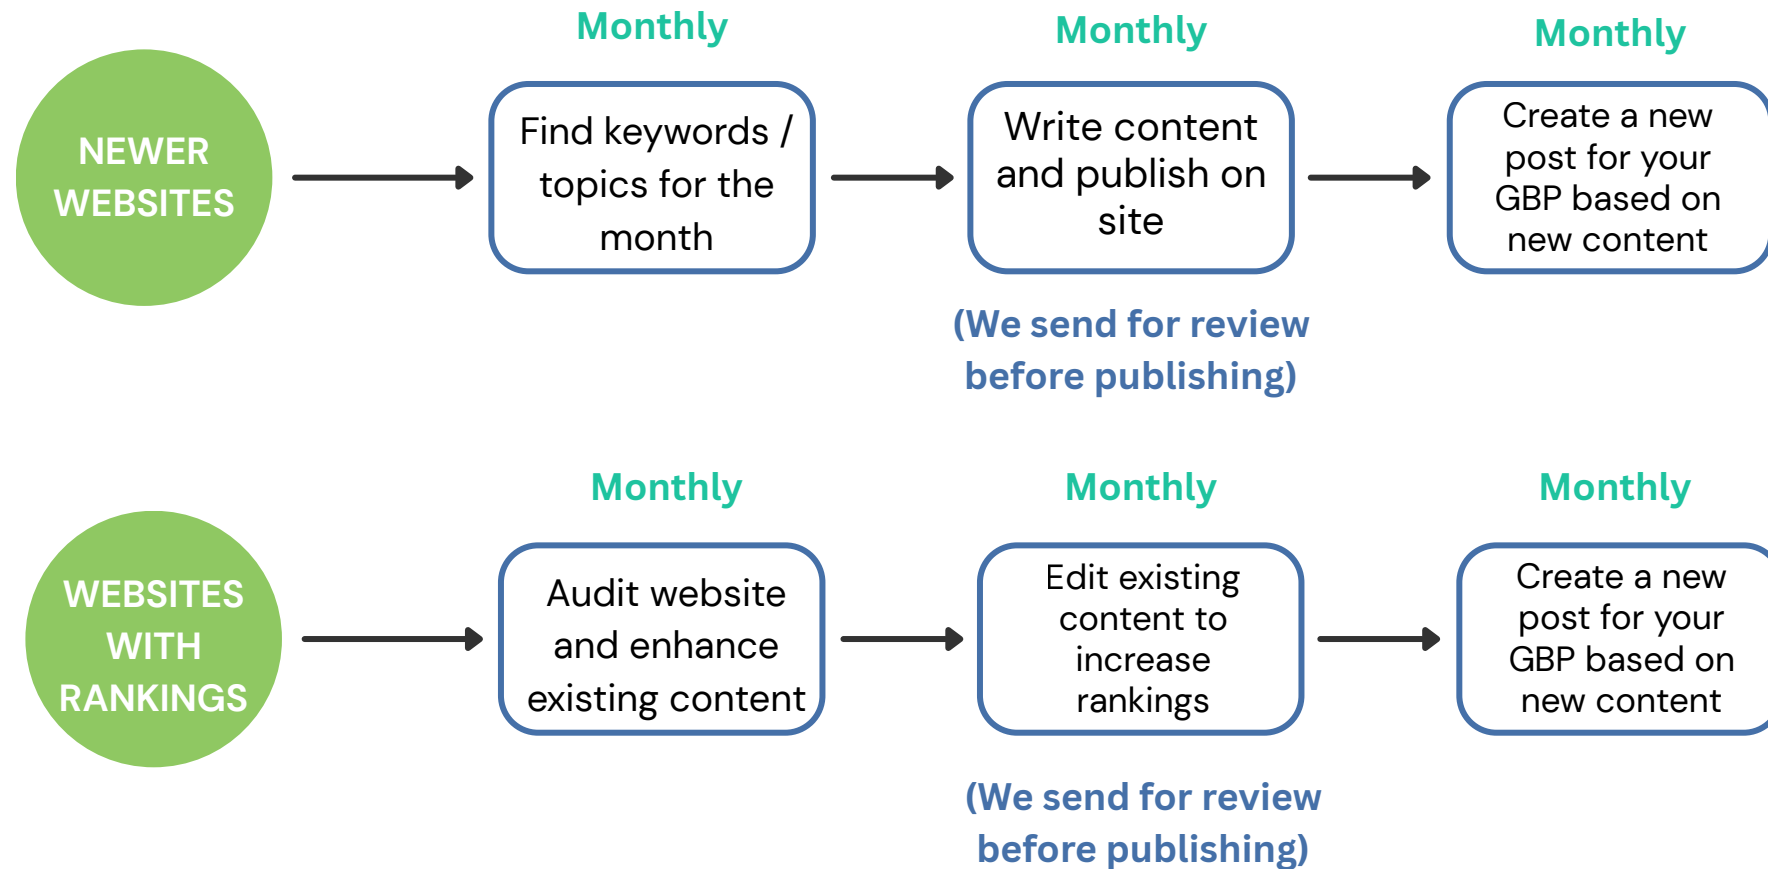 Monthly
Monthly
Monthly
NEWER
WEBSITES
Find keywords /
topics for the
month
Write content
and publish on
site
Create a new
post for your
GBP based on
new content
(We send for review
before publishing)
Monthly
Monthly
Monthly
WEBSITES
WITH
RANKINGS
Audit website
and enhance
existing content
Edit existing
content to
increase
rankings
Create a new
post for your
GBP based on
new content
(We send for review
before publishing)